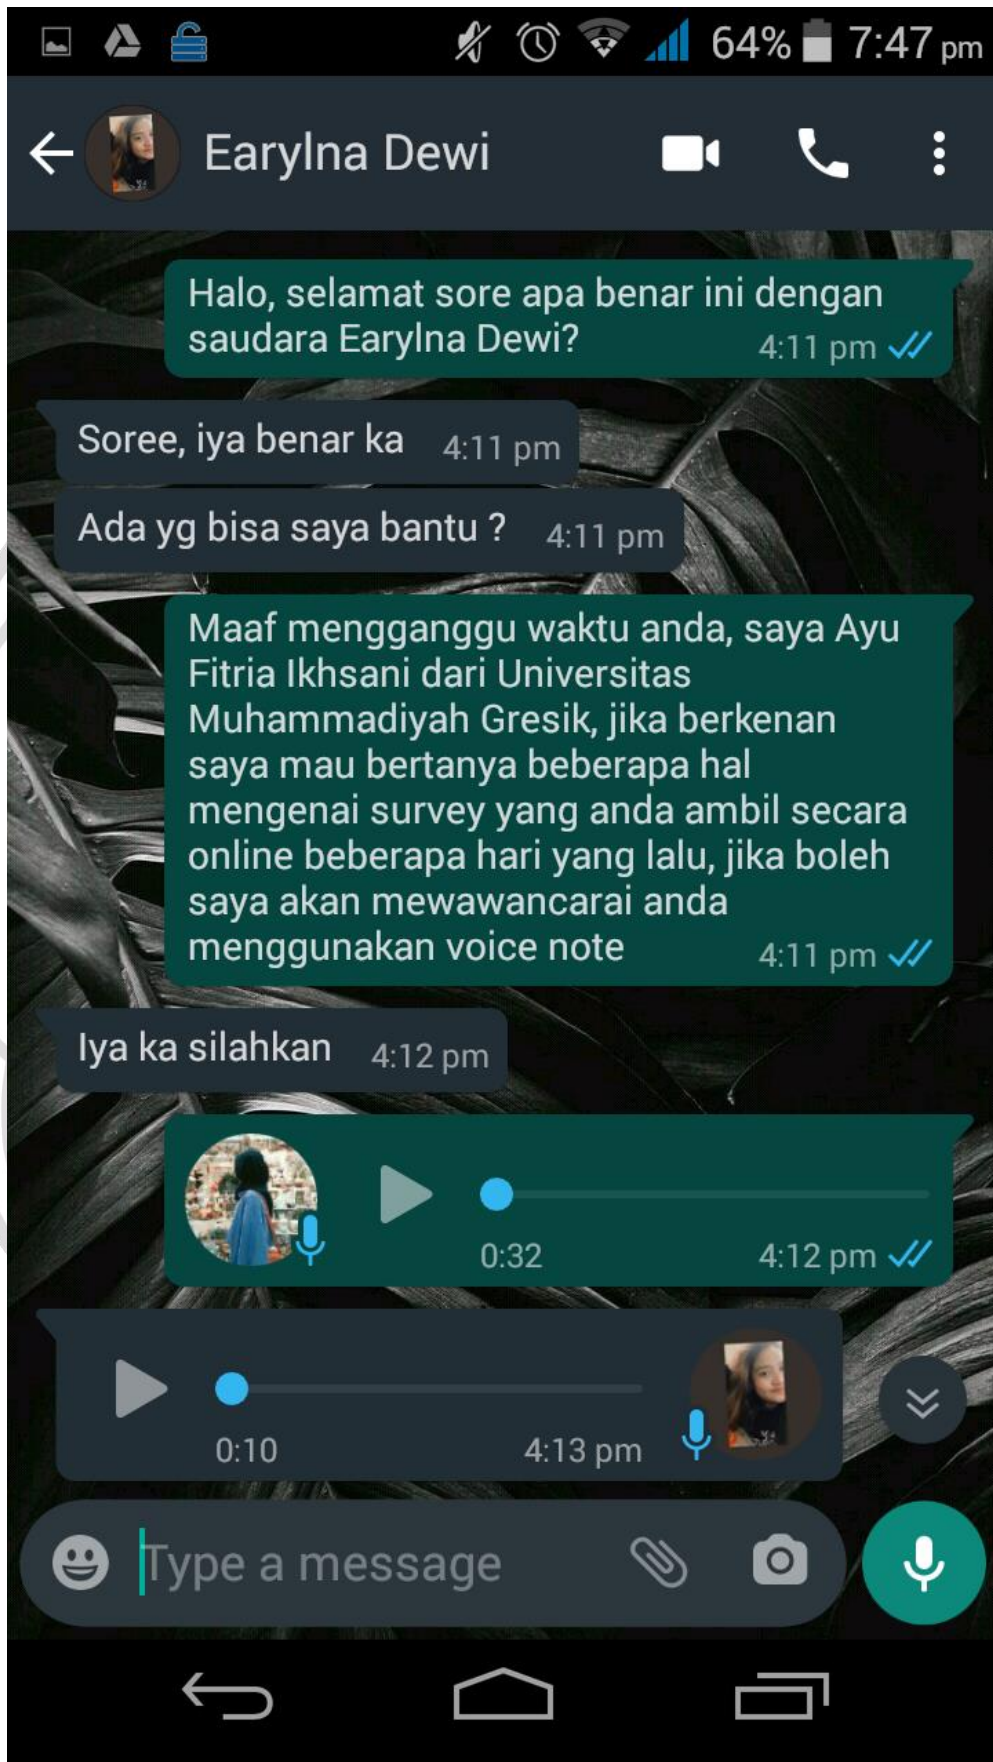 64% 7:47 pm
Earylna Dewi
Halo, selamat sore apa benar ini dengan
saudara Earylna Dewi? 4:11 pm
Soree, iya benar ka 4:11 pm
Ada yg bisa saya bantu ? 4:11 pm
Maaf mengganggu waktu anda, saya Ayu
Fitria Ikhsani dari Universitas
Muhammadiyah Gresik, jika berkenan
saya mau bertanya beberapa hal
mengenai survey yang anda ambil secara
online beberapa hari yang lalu, jika boleh
saya akan mewawancarai anda
menggunakan voice note 4:11 pm
Iya ka silahkan 4:12 pm
0:32 4:12 pm
0:10 4:13 pm
Type a message